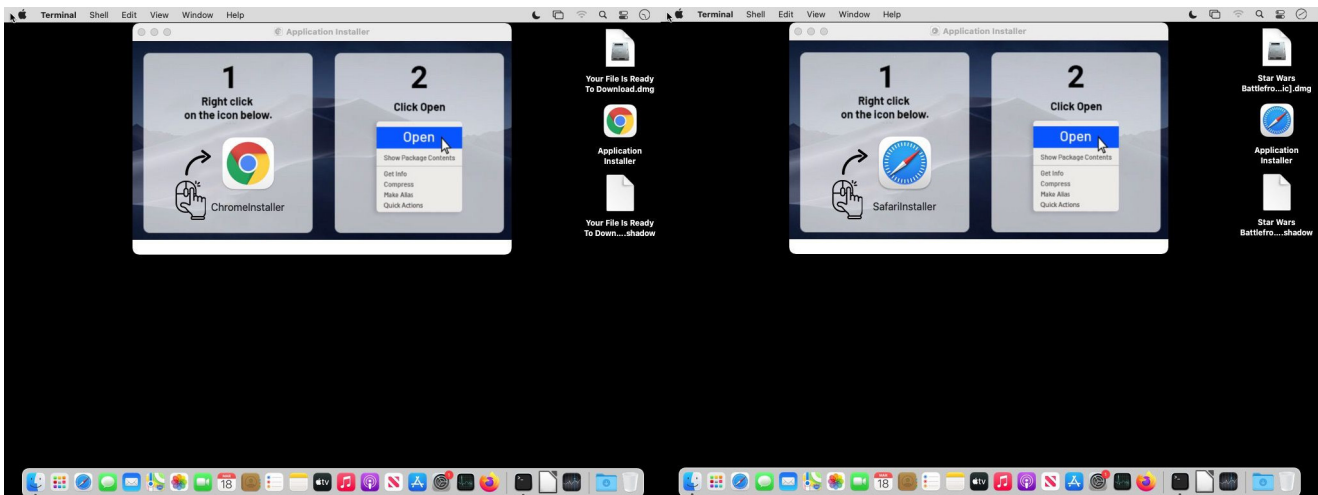 Terminal Shell Edit View Window Help
Application Installer
1
Right click
on the icon below.
ChromeInstaller
2
Click Open
Open
Show Package Contents
Get Info
Compress
Make Alias
Quick Actions
Your File Is Ready
To Download.dmg
Application
Installer
Your File Is Ready
To Down....shadow
18
tv
Terminal Shell Edit View Window Help
Application Installer
1
Right click
on the icon below.
SafariInstaller
2
Click Open
Open
Show Package Contents
Get Info
Compress
Make Alias
Quick Actions
Star Wars
Battlefro...ic].dmg
Application
Installer
Star Wars
Battlefro....shadow
18
tv